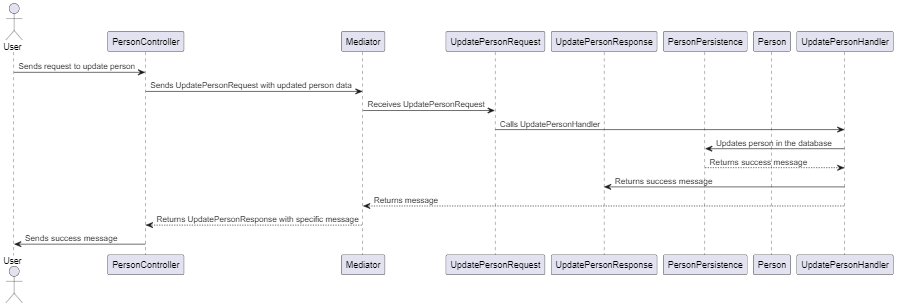 User
PersonController
Mediator
UpdatePersonRequest
UpdatePersonResponse
PersonPersistence
Person
UpdatePersonHandler
Sends request to update person
Sends UpdatePersonRequest with updated person data
Receives UpdatePersonRequest
Calls UpdatePersonHandler
Updates person in the database
Returns success message
Returns success message
Returns message
Returns UpdatePersonResponse with specific message
Sends success message
User
PersonController
Mediator
UpdatePersonRequest
UpdatePersonResponse
PersonPersistence
Person
UpdatePersonHandler